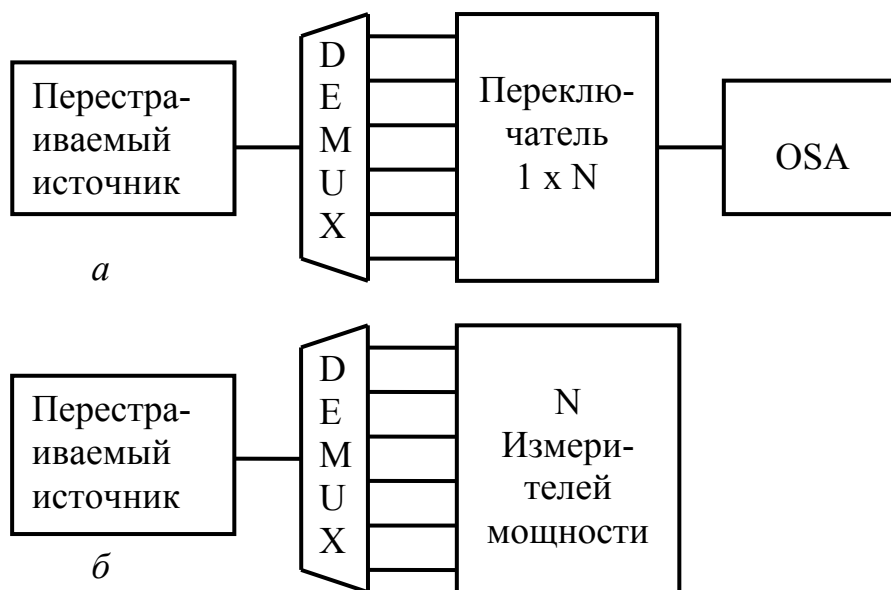 Перестра-
иваемый
источник
D
E
M
U
X
Переклю-
чатель
1 x N
OSA
а
Перестра-
иваемый
источник
D
E
M
U
X
N
Измери-
телей
мощности
б